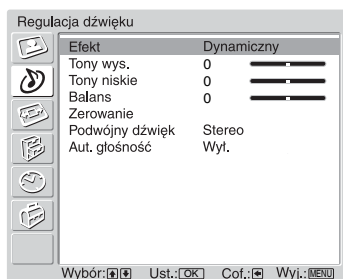 Regulacja dźwięku
Efekt Dynamiczny
Tony wys. 0
Tony niskie 0
Balans 0
Zerowanie
Podwójny dźwięk Stereo
Aut. głośność Wył.
Wybór: Ust.:OK Cof.: Wyj.:MENU